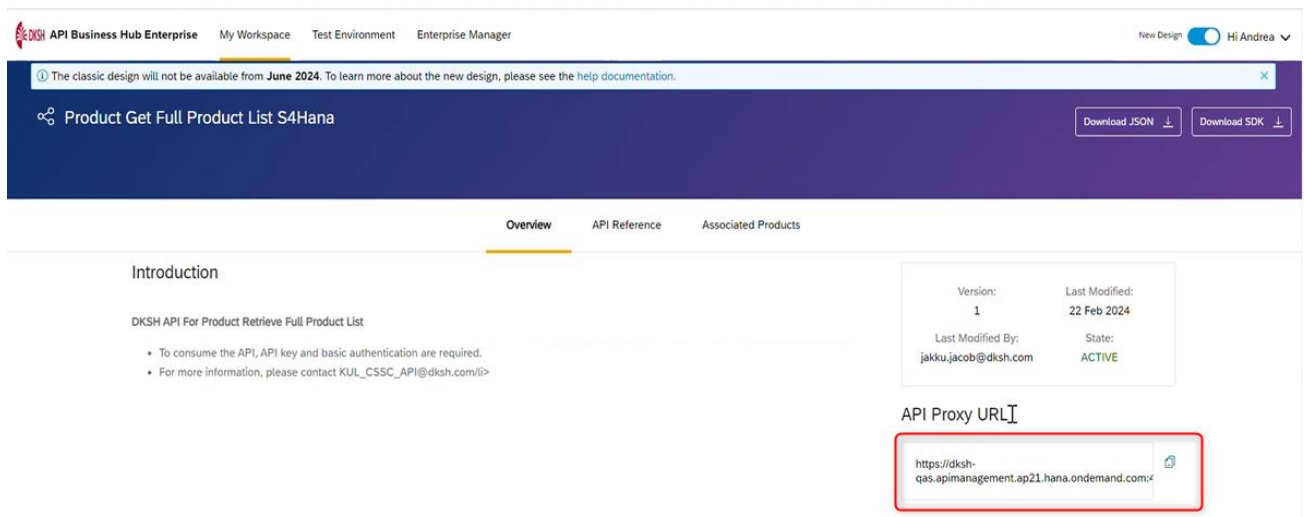 DKSH API Business Hub Enterprise My Workspace Test Environment Enterprise Manager New Design Hi Andrea
The classic design will not be available from June 2024. To learn more about the new design, please see the help documentation.
Product Get Full Product List S4Hana Download JSON Download SDK
Overview API Reference Associated Products
Introduction
DKSH API For Product Retrieve Full Product List
• To consume the API, API key and basic authentication are required.
• For more information, please contact KUL_CSSC_API@dksh.com/li>
Version: Last Modified:
1 22 Feb 2024
Last Modified By: State:
jakku.jacob@dksh.com ACTIVE
API Proxy URL
https://dksh-
qas.apimanagement.ap21.hana.ondemand.com:4